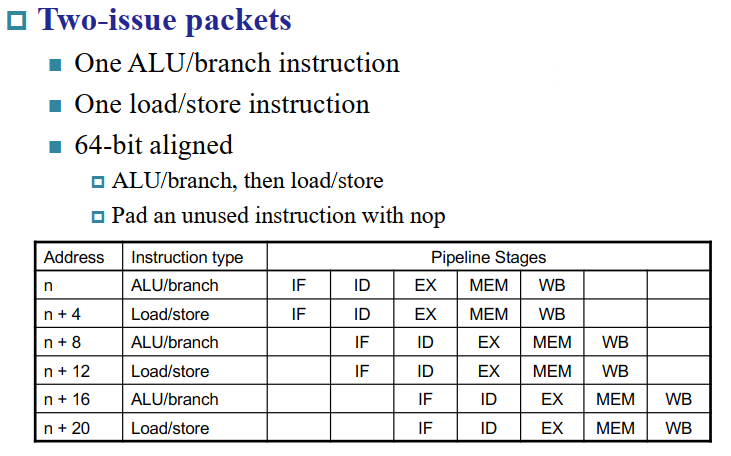 Two-issue packets
One ALU/branch instruction
One load/store instruction
64-bit aligned
ALU/branch, then load/store
Pad an unused instruction with nop
Address Instruction type Pipeline Stages
n ALU/branch IF ID EX MEM WB
n + 4 Load/store IF ID EX MEM WB
n + 8 ALU/branch IF ID EX MEM WB
n + 12 Load/store IF ID EX MEM WB
n + 16 ALU/branch IF ID EX MEM WB
n + 20 Load/store IF ID EX MEM WB